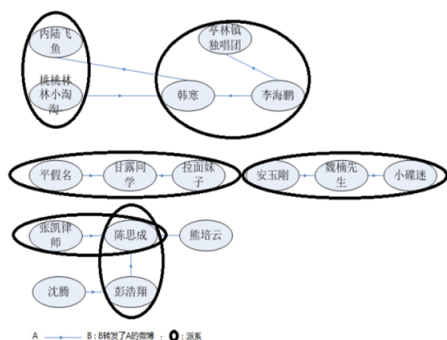 内陆飞
鱼
亭林镇
独唱团
桃桃林
林小淘
淘
韩寒
李海鹏
平假名
甘露同
学
拉面妹
子
安玉刚
魏楠先
生
小碟迷
张凯律
师
陈思成
熊培云
沈腾
彭浩翔
A
B：B转发了A的微博 ，
：派系